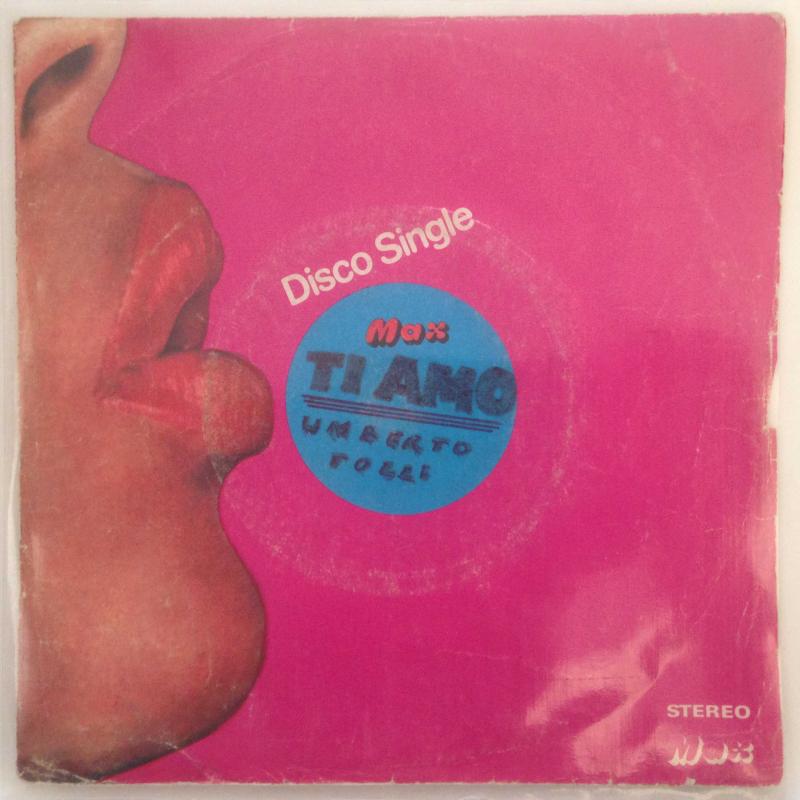 Disco Single
Max
TI AMO
UMBERTO
TOZZI
STEREO
Max